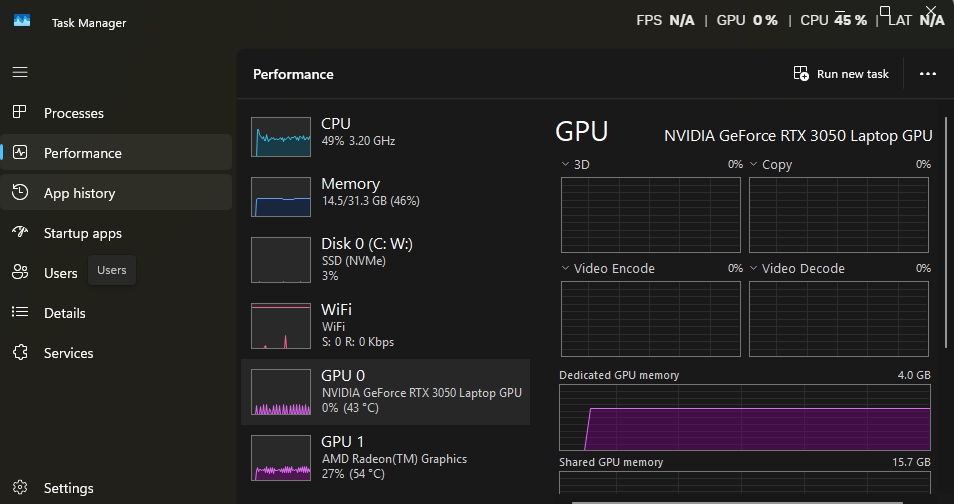 Task Manager
FPS N/A | GPU 0 % | CPU 45 % | LAT N/A
Performance
Run new task
Processes
Performance
App history
Startup apps
Users
Users
Details
Services
Settings
CPU
49% 3.20 GHz
Memory
14.5/31.3 GB (46%)
Disk 0 (C: W:)
SSD (NVMe)
3%
WiFi
WiFi
S: 0 R: 0 Kbps
GPU 0
NVIDIA GeForce RTX 3050 Laptop GPU
0% (43 °C)
GPU 1
AMD Radeon(TM) Graphics
27% (54 °C)
GPU NVIDIA GeForce RTX 3050 Laptop GPU
3D 0% Copy 0%
Video Encode 0% Video Decode 0%
Dedicated GPU memory 4.0 GB
Shared GPU memory 15.7 GB